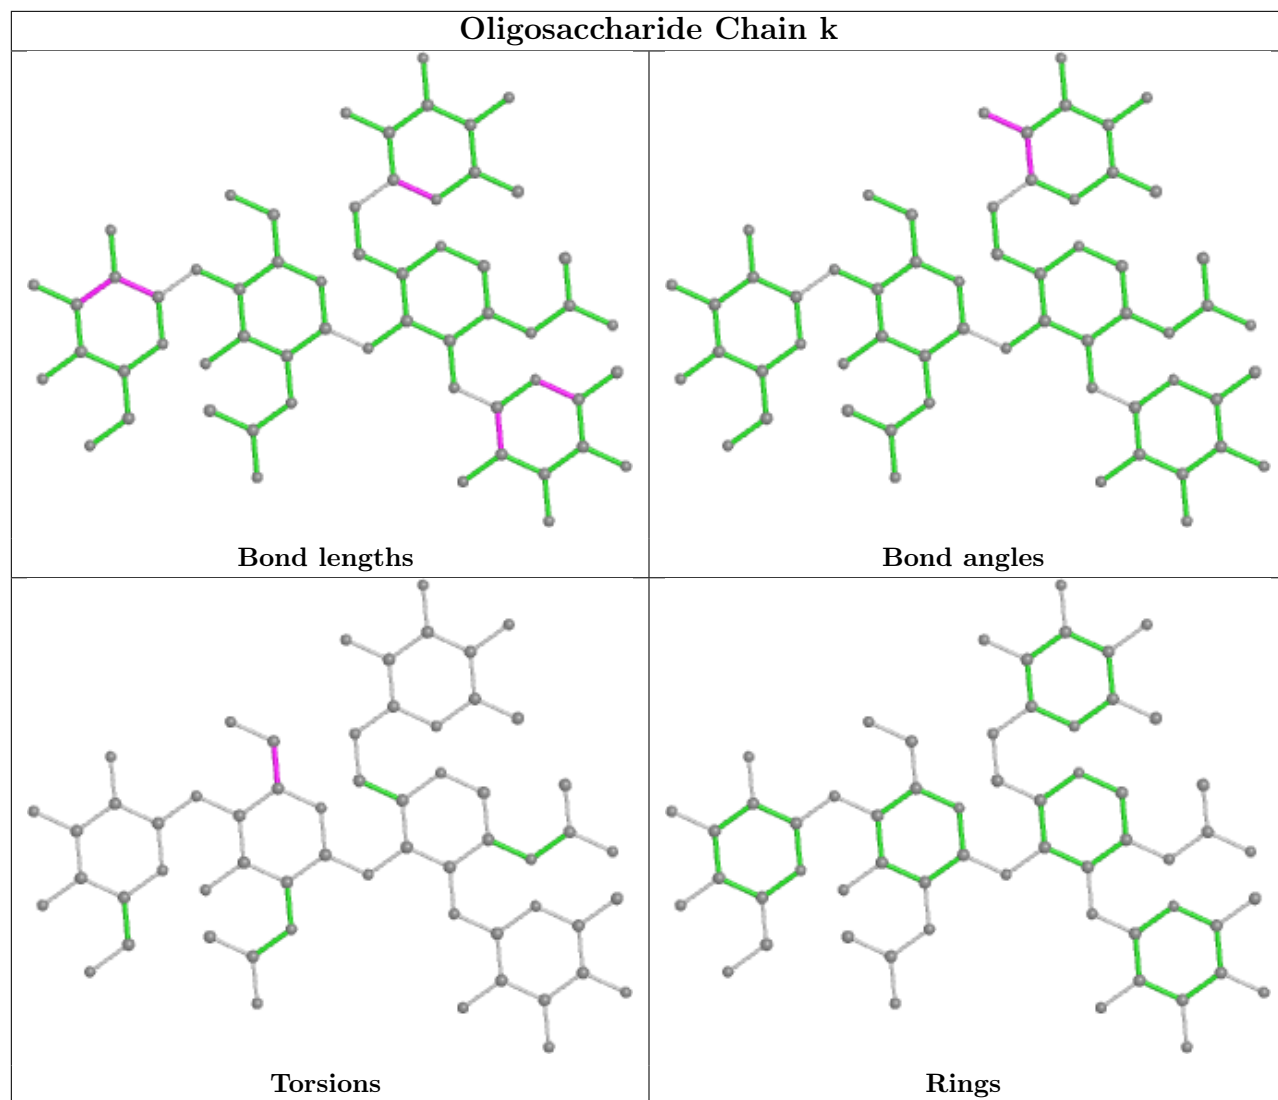 Oligosaccharide Chain k
Bond lengths
Bond angles
Torsions
Rings